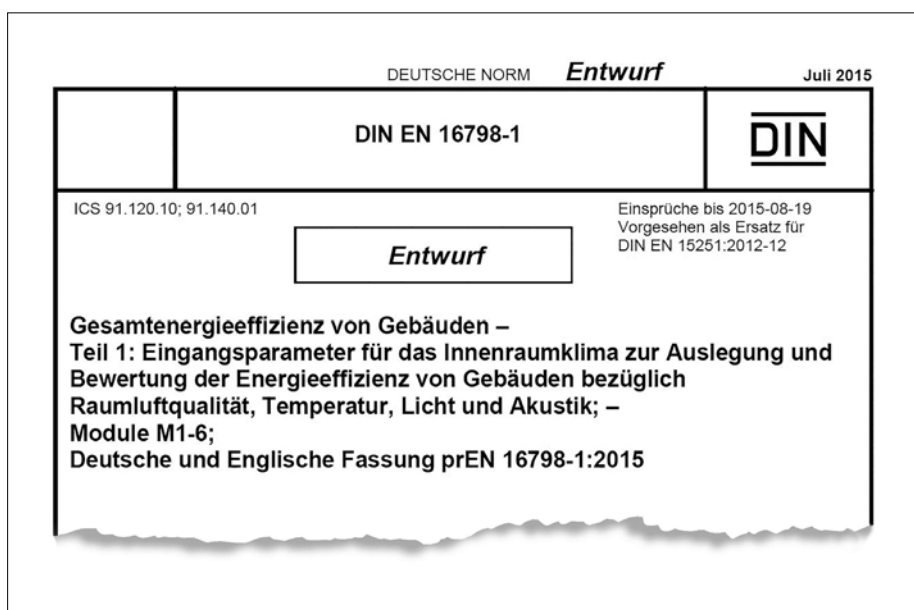 DEUTSCHE NORM Entwurf Juli 2015
DIN EN 16798-1
DIN
ICS 91.120.10; 91.140.01
Einsprüche bis 2015-08-19
Vorgesehen als Ersatz für
DIN EN 15251:2012-12
Entwurf
Gesamtenergieeffizienz von Gebäuden –
Teil 1: Eingangsparameter für das Innenraumklima zur Auslegung und
Bewertung der Energieeffizienz von Gebäuden bezüglich
Raumluftqualität, Temperatur, Licht und Akustik; –
Module M1-6;
Deutsche und Englische Fassung prEN 16798-1:2015